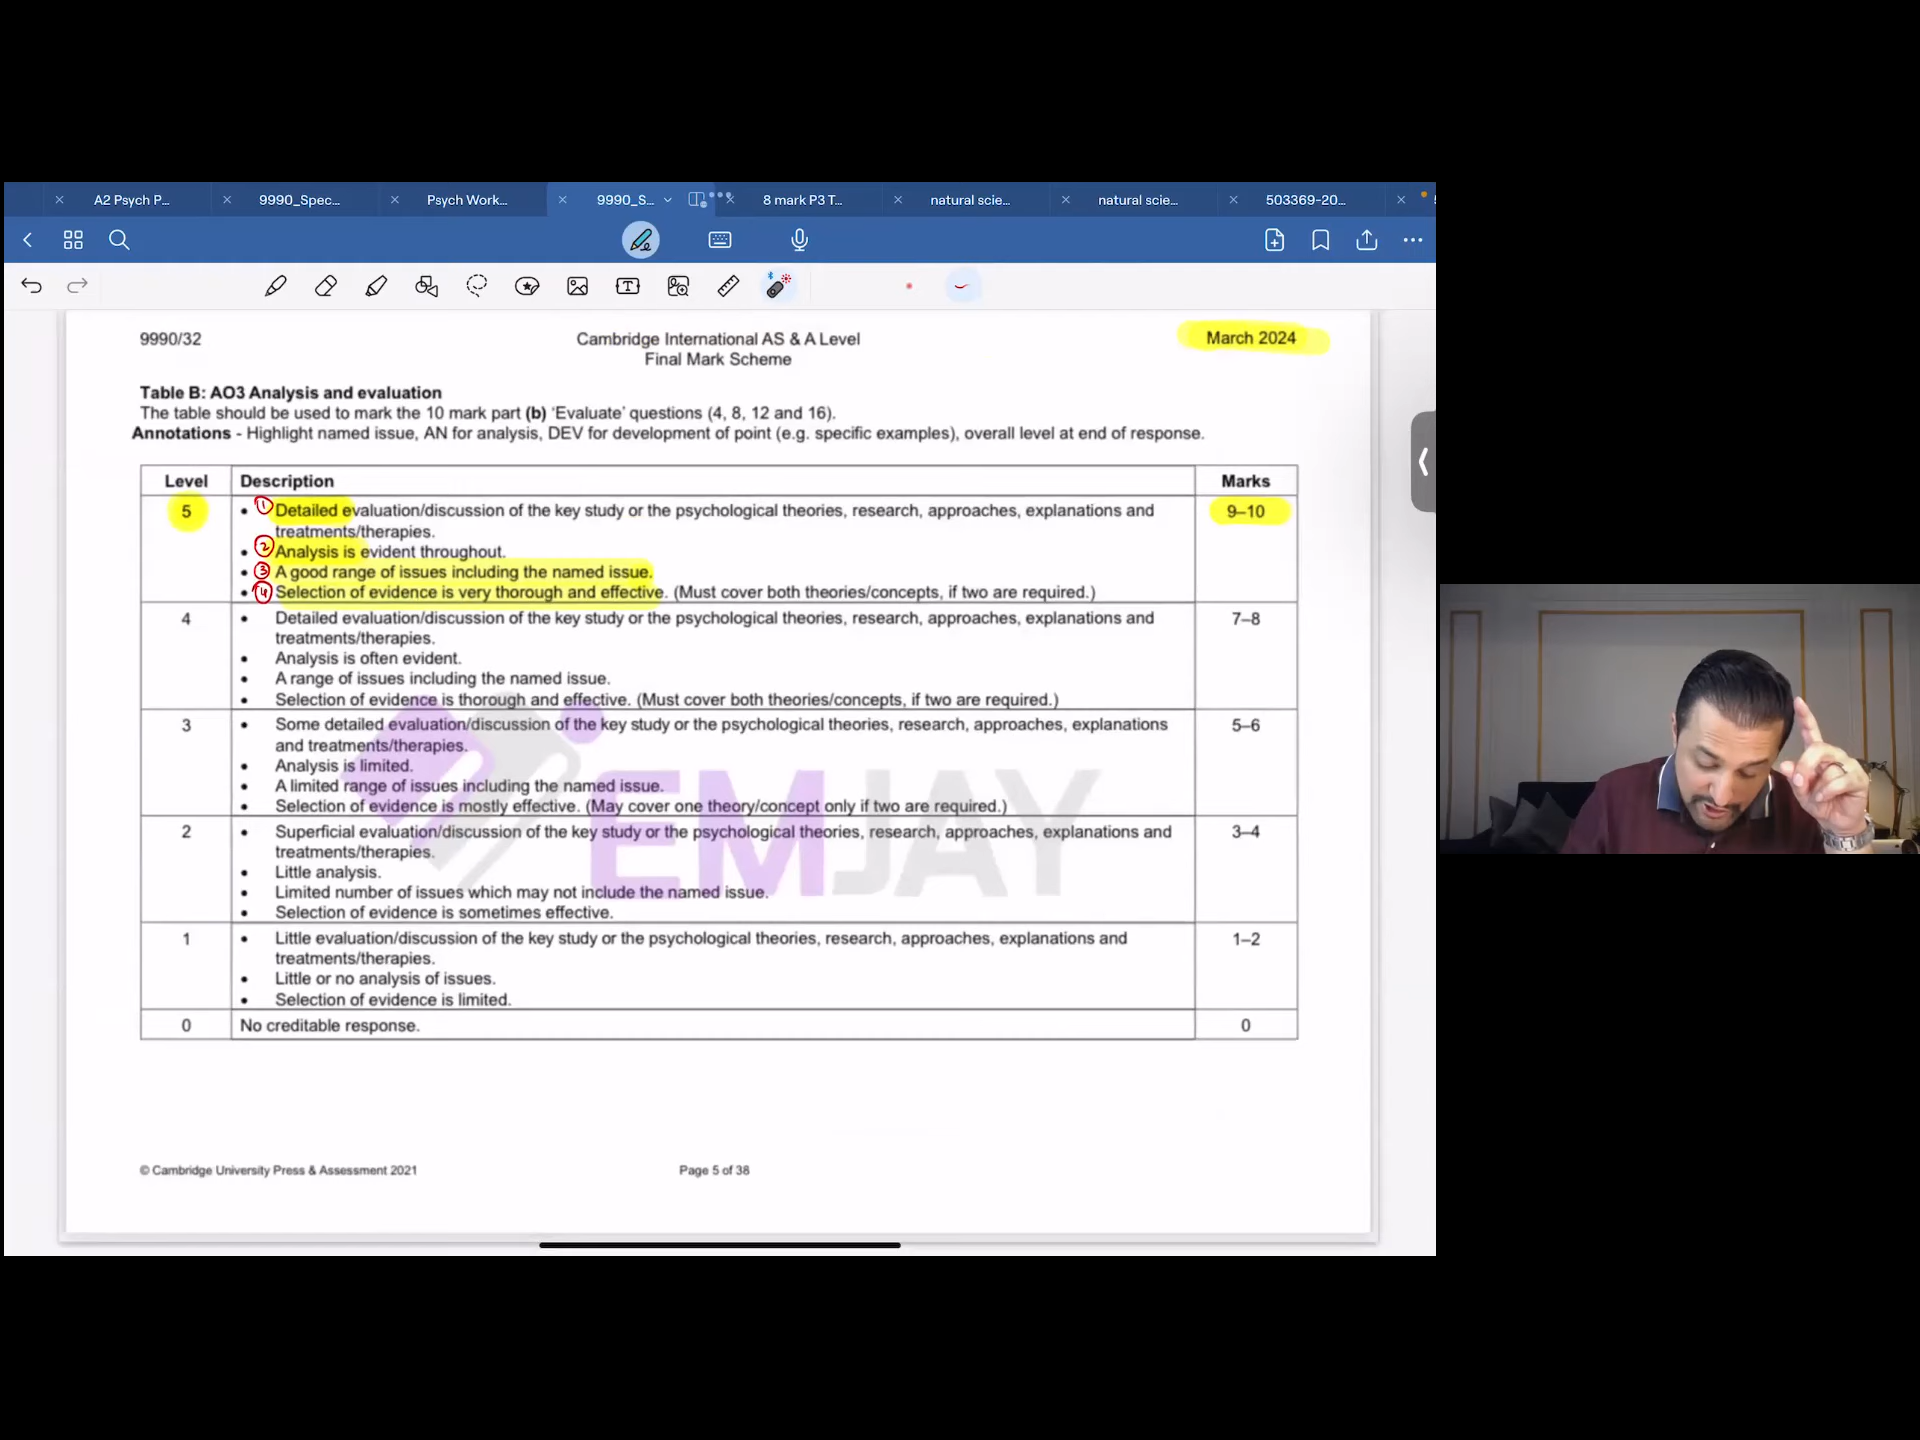 A2 Psych P...
9990_Spec...
Psych Work...
9990_S...
8 mark P3 T...
natural scie...
natural scie...
503369-20...
9990/32
Cambridge International AS & A Level
Final Mark Scheme
March 2024
Table B: AO3 Analysis and evaluation
The table should be used to mark the 10 mark part (b) 'Evaluate' questions (4, 8, 12 and 16).
Annotations - Highlight named issue, AN for analysis, DEV for development of point (e.g. specific examples), overall level at end of response.
Level Description Marks
5 • ① Detailed evaluation/discussion of the key study or the psychological theories, research, approaches, explanations and 9–10
treatments/therapies.
• ② Analysis is evident throughout.
• ③ A good range of issues including the named issue.
• ④ Selection of evidence is very thorough and effective. (Must cover both theories/concepts, if two are required.)
4 • Detailed evaluation/discussion of the key study or the psychological theories, research, approaches, explanations and 7–8
treatments/therapies.
• Analysis is often evident.
• A range of issues including the named issue.
• Selection of evidence is thorough and effective. (Must cover both theories/concepts, if two are required.)
3 • Some detailed evaluation/discussion of the key study or the psychological theories, research, approaches, explanations 5–6
and treatments/therapies.
• Analysis is limited.
• A limited range of issues including the named issue.
• Selection of evidence is mostly effective. (May cover one theory/concept only if two are required.)
2 • Superficial evaluation/discussion of the key study or the psychological theories, research, approaches, explanations and 3–4
treatments/therapies.
• Little analysis.
• Limited number of issues which may not include the named issue.
• Selection of evidence is sometimes effective.
1 • Little evaluation/discussion of the key study or the psychological theories, research, approaches, explanations and 1–2
treatments/therapies.
• Little or no analysis of issues.
• Selection of evidence is limited.
0 No creditable response. 0
EMJAY
© Cambridge University Press & Assessment 2021
Page 5 of 38